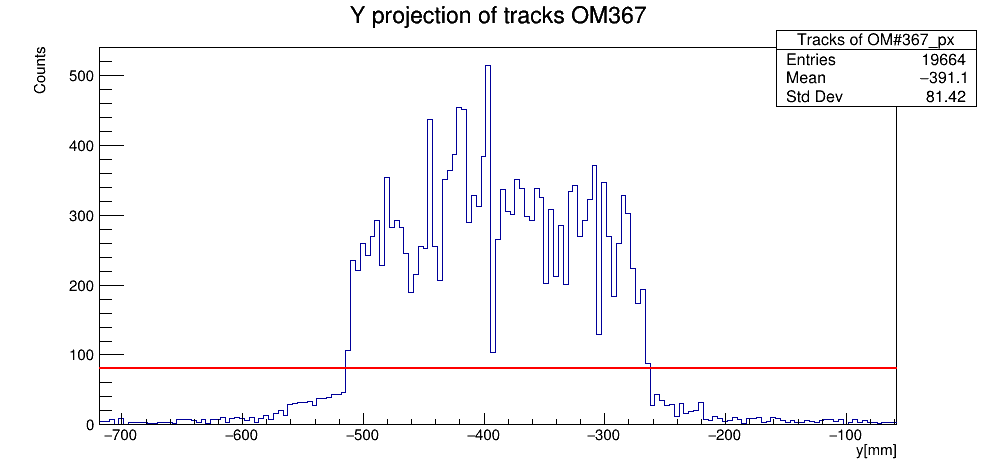 Y projection of tracks OM367
Tracks of OM#367_px
Entries 19664
Mean −391.1
Std Dev 81.42
Counts
500
400
300
200
100
0
−700 −600 −500 −400 −300 −200 −100
y[mm]